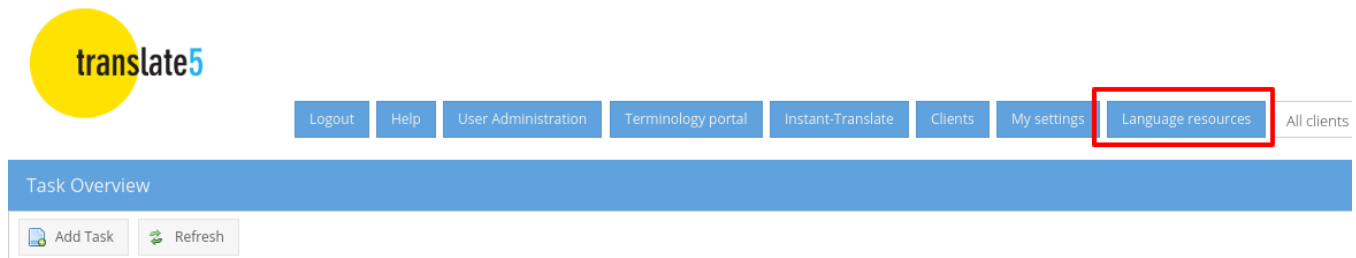 translate5
Logout Help User Administration Terminology portal Instant-Translate Clients My settings Language resources All clients
Task Overview
Add Task Refresh